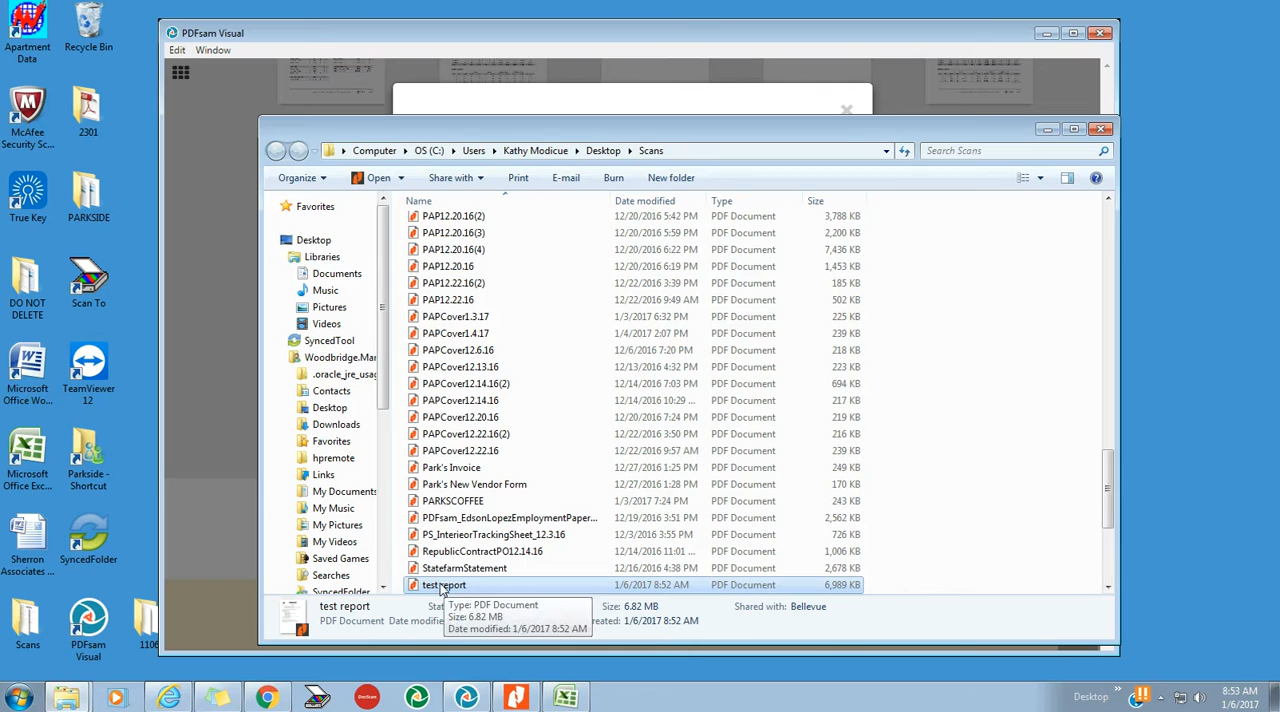 Apartment
Data
Recycle Bin
McAfee
Security Sc...
2301
True Key
PARKSIDE
DO NOT
DELETE
Scan To
Microsoft
Office Wo...
TeamViewer
12
Microsoft
Office Exc...
Parkside -
Shortcut
Sherron
Associates ...
SyncedFolder
Scans
PDFsam
Visual
1106
PDFsam Visual
Edit Window
Computer OS (C:) Users Kathy Modicue Desktop Scans Search Scans
Organize Open Share with Print E-mail Burn New folder
Favorites
Desktop
Libraries
Documents
Music
Pictures
Videos
SyncedTool
Woodbridge.Mar
.oracle_jre_usag
Contacts
Desktop
Downloads
Favorites
hpremote
Links
My Documents
My Music
My Pictures
My Videos
Saved Games
Searches
SyncedFolder
Name Date modified Type Size
PAP12.20.16(2) 12/20/2016 5:42 PM PDF Document 3,788 KB
PAP12.20.16(3) 12/20/2016 5:59 PM PDF Document 2,200 KB
PAP12.20.16(4) 12/20/2016 6:22 PM PDF Document 7,436 KB
PAP12.20.16 12/20/2016 6:19 PM PDF Document 1,453 KB
PAP12.22.16(2) 12/22/2016 3:39 PM PDF Document 185 KB
PAP12.22.16 12/22/2016 9:49 AM PDF Document 502 KB
PAPCover1.3.17 1/3/2017 6:32 PM PDF Document 225 KB
PAPCover1.4.17 1/4/2017 2:07 PM PDF Document 239 KB
PAPCover12.6.16 12/6/2016 7:20 PM PDF Document 218 KB
PAPCover12.13.16 12/13/2016 4:32 PM PDF Document 223 KB
PAPCover12.14.16(2) 12/14/2016 7:03 PM PDF Document 694 KB
PAPCover12.14.16 12/14/2016 10:29 ... PDF Document 217 KB
PAPCover12.20.16 12/20/2016 7:24 PM PDF Document 219 KB
PAPCover12.22.16(2) 12/22/2016 3:50 PM PDF Document 216 KB
PAPCover12.22.16 12/22/2016 9:57 AM PDF Document 239 KB
Park's Invoice 12/27/2016 1:25 PM PDF Document 249 KB
Park's New Vendor Form 12/27/2016 1:28 PM PDF Document 170 KB
PARKSCOFFEE 1/3/2017 7:24 PM PDF Document 243 KB
PDFsam_EdsonLopezEmploymentPaper... 12/19/2016 3:51 PM PDF Document 2,562 KB
PS_InterieorTrackingSheet_12.3.16 12/3/2016 3:55 PM PDF Document 726 KB
RepublicContractPO12.14.16 12/14/2016 11:01 ... PDF Document 1,006 KB
StatefarmStatement 12/14/2016 4:38 PM PDF Document 2,678 KB
test report 1/6/2017 8:52 AM PDF Document 6,989 KB
Type: PDF Document
Size: 6.82 MB
Date modified: 1/6/2017 8:52 AM
test report Sta Size: 6.82 MB Shared with: Bellevue
PDF Document Date modifie reated: 1/6/2017 8:52 AM
DocScan
Desktop
8:53 AM
1/6/2017